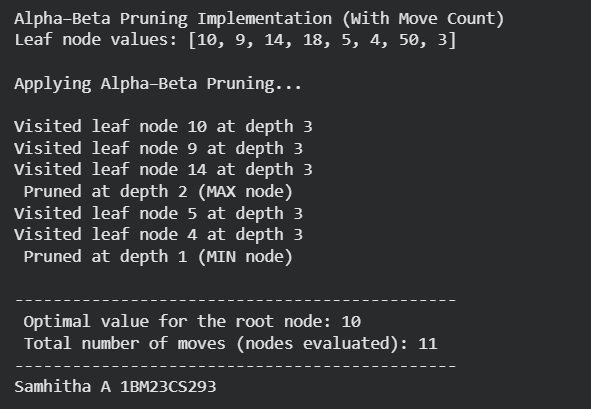 Alpha–Beta Pruning Implementation (With Move Count)
Leaf node values: [10, 9, 14, 18, 5, 4, 50, 3]
Applying Alpha–Beta Pruning...
Visited leaf node 10 at depth 3
Visited leaf node 9 at depth 3
Visited leaf node 14 at depth 3
Pruned at depth 2 (MAX node)
Visited leaf node 5 at depth 3
Visited leaf node 4 at depth 3
Pruned at depth 1 (MIN node)
----------------------------------------------
Optimal value for the root node: 10
Total number of moves (nodes evaluated): 11
----------------------------------------------
Samhitha A 1BM23CS293